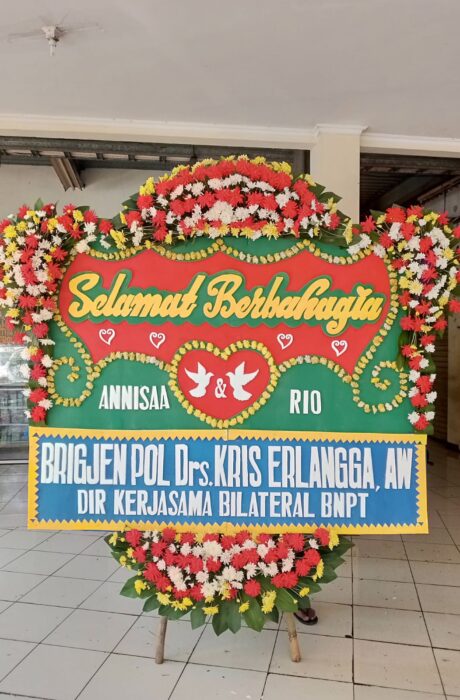 Selamat Berbahagia
ANNISAA & RIO
BRIGJEN POL Drs. KRIS ERLANGGA, AW
DIR KERJASAMA BILATERAL BNPT